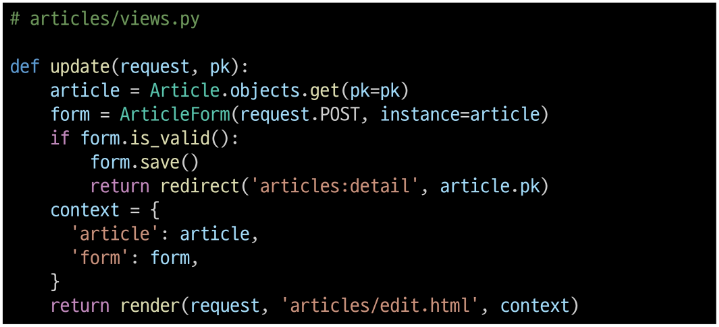 # articles/views.py

def update(request, pk):
    article = Article.objects.get(pk=pk)
    form = ArticleForm(request.POST, instance=article)
    if form.is_valid():
        form.save()
        return redirect('articles:detail', article.pk)
    context = {
      'article': article,
      'form': form,
    }
    return render(request, 'articles/edit.html', context)